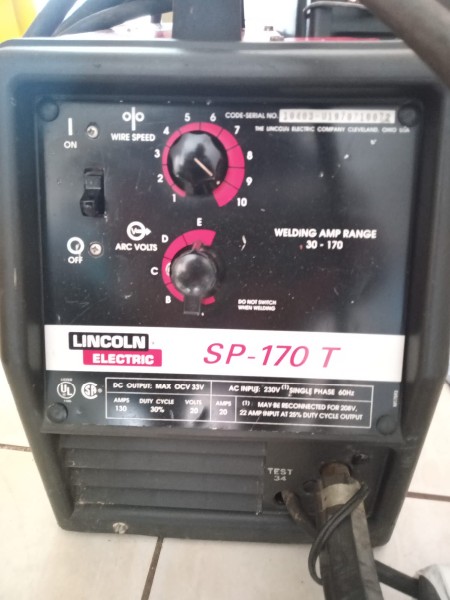 CODE-SERIAL NO.
THE LINCOLN ELECTRIC COMPANY CLEVELAND, OHIO USA
ON
WIRE SPEED
1 2 3 4 5 6 7 8 9 10
OFF
ARC VOLTS
B C D E
WELDING AMP RANGE
30 - 170
DO NOT SWITCH
WHEN WELDING
LINCOLN
ELECTRIC
SP-170 T
DC OUTPUT: MAX OCV 33V
AMPS DUTY CYCLE VOLTS
130 30% 20
AC INPUT: 230V (1) SINGLE PHASE 60Hz
AMPS
20
(1) : MAY BE RECONNECTED FOR 208V,
22 AMP INPUT AT 25% DUTY CYCLE OUTPUT
UL
TEST
34